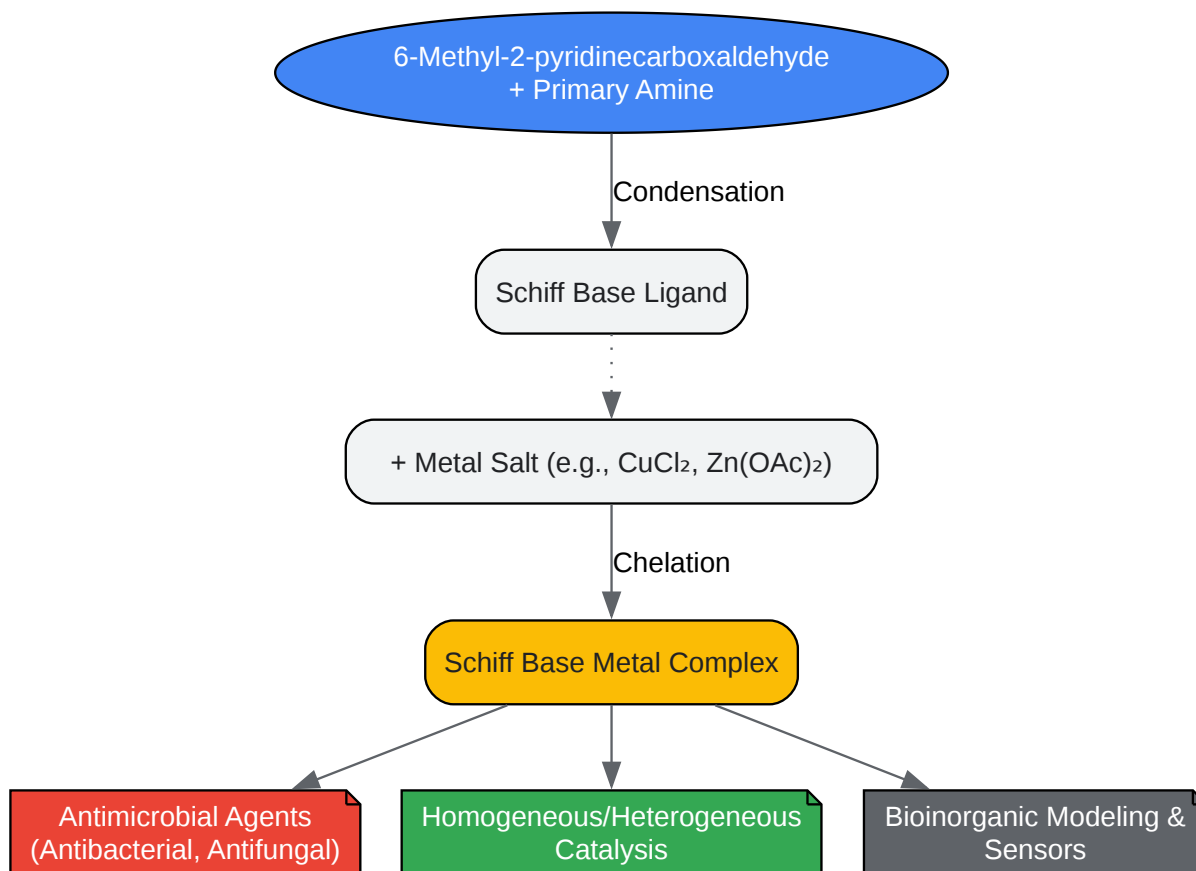 6-Methyl-2-pyridinecarboxaldehyde
+ Primary Amine
Condensation
Schiff Base Ligand
+ Metal Salt (e.g., CuCl₂, Zn(OAc)₂)
Chelation
Schiff Base Metal Complex
Antimicrobial Agents
(Antibacterial, Antifungal)
Homogeneous/Heterogeneous
Catalysis
Bioinorganic Modeling &
Sensors